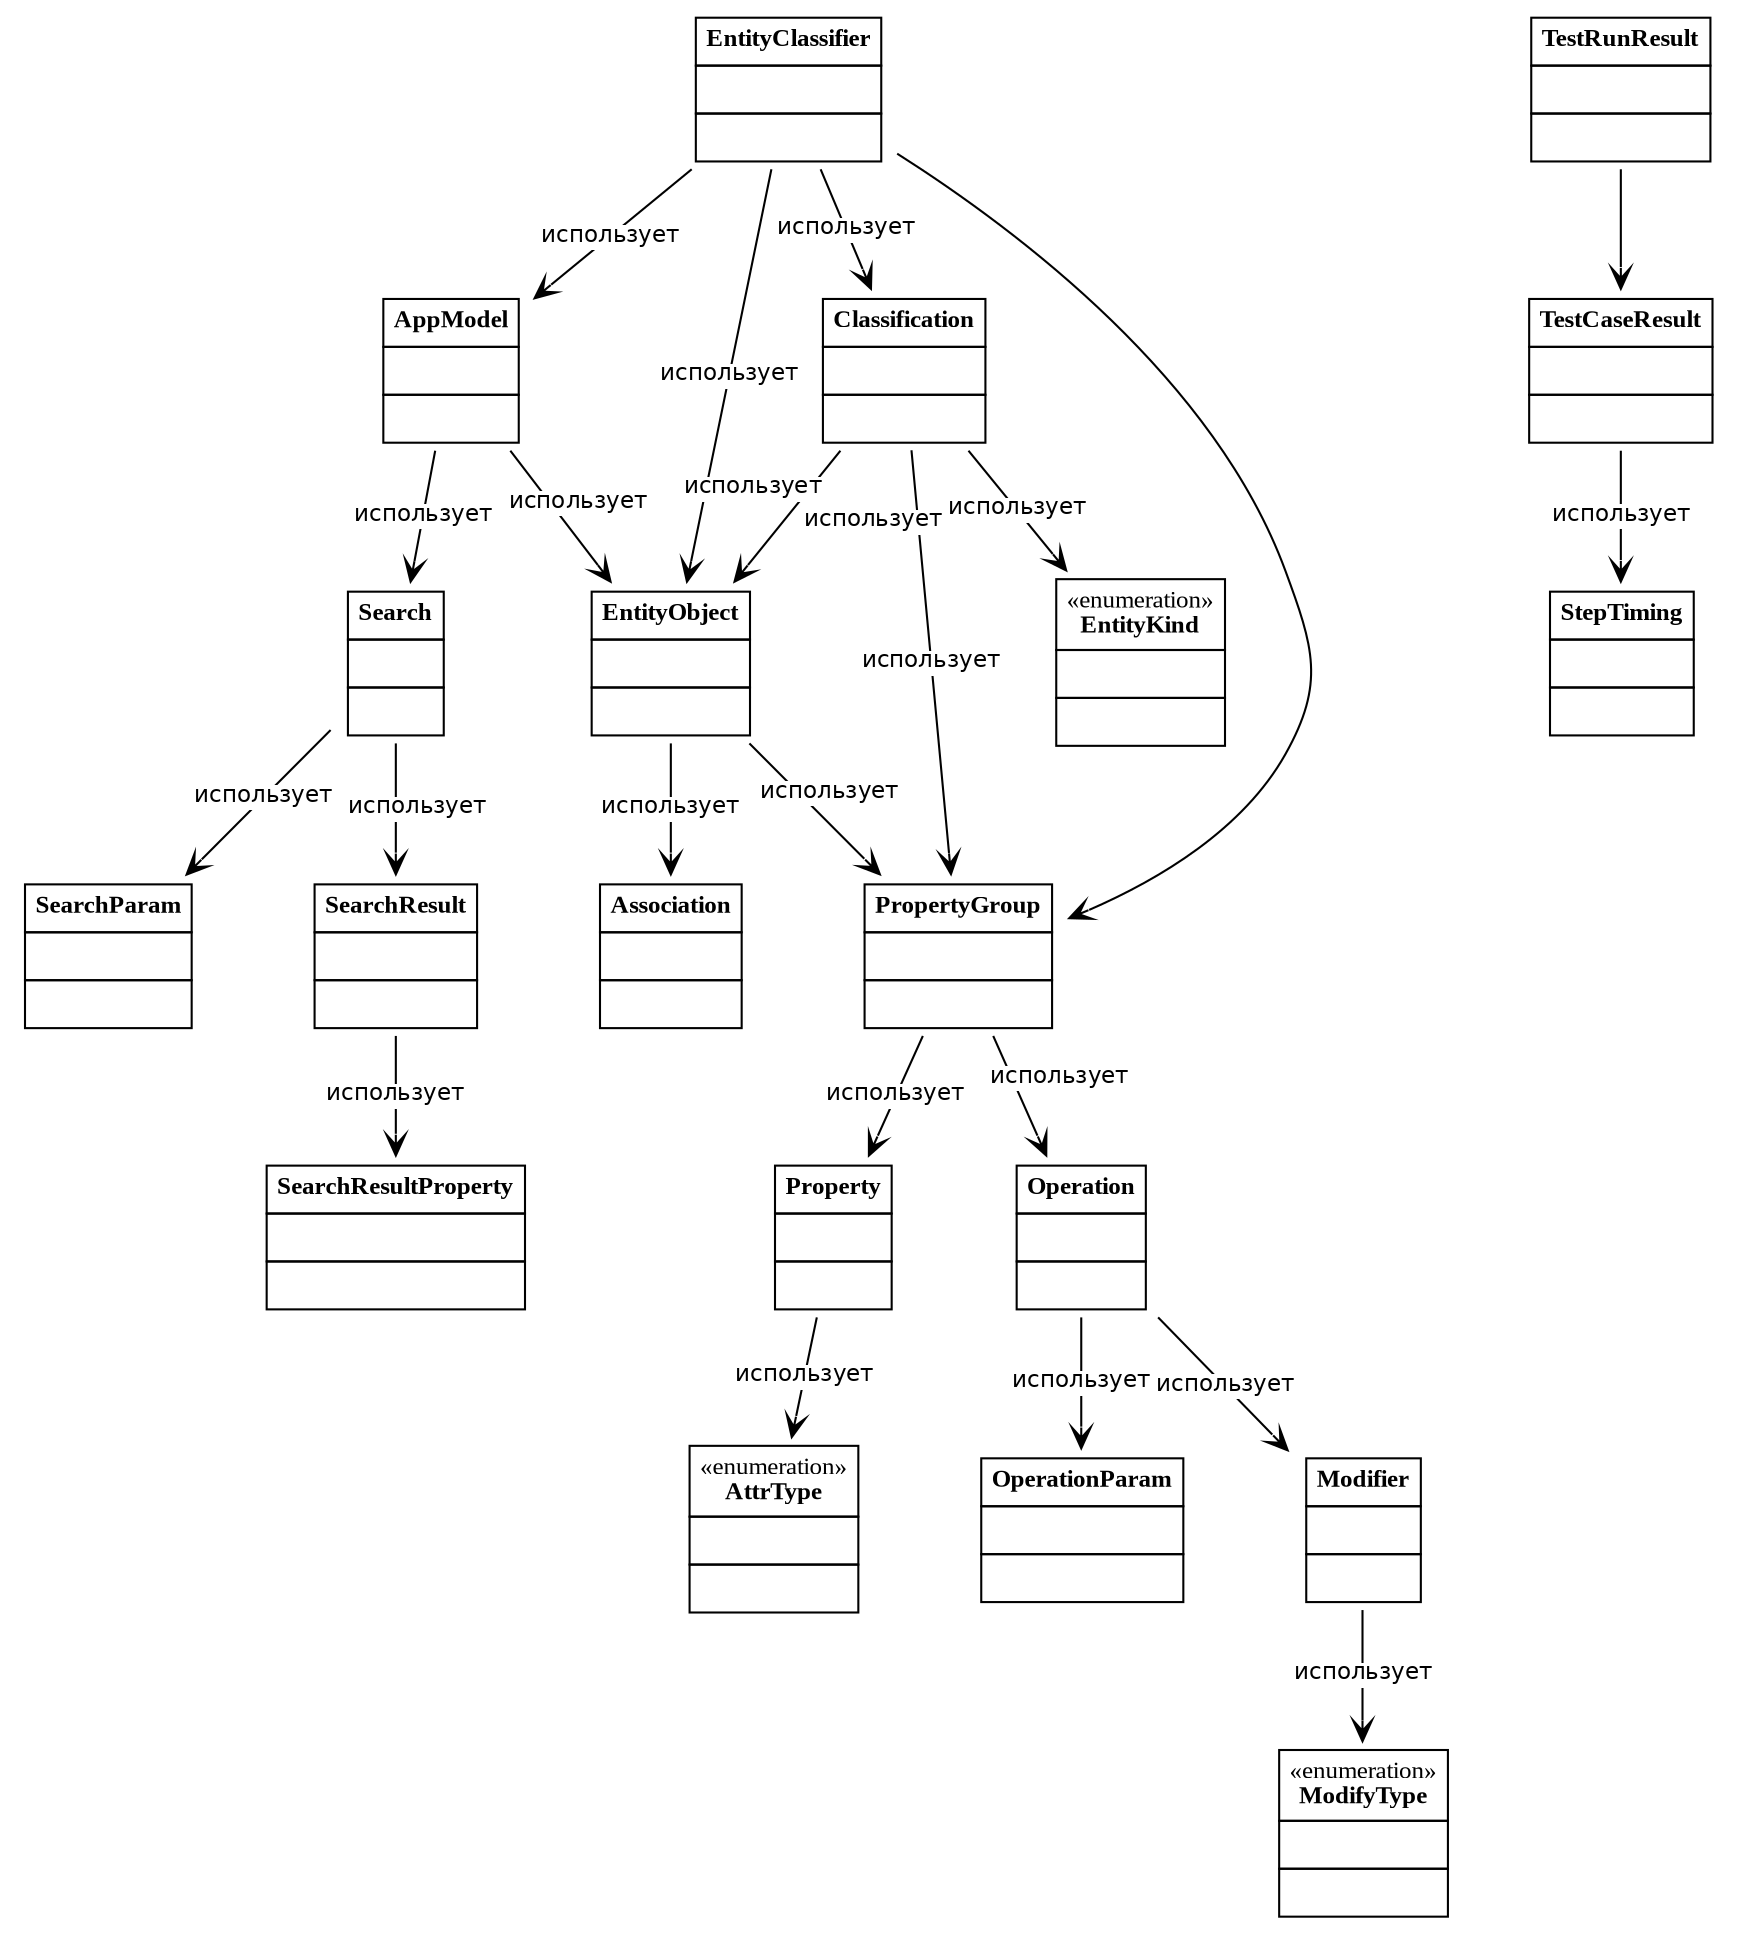 EntityClassifier
TestRunResult
использует
использует
AppModel
Classification
TestCaseResult
использует
использует
использует
использует
использует
использует
использует
использует
«enumeration»
EntityKind
Search
EntityObject
StepTiming
использует
использует
использует
использует
использует
SearchParam
SearchResult
Association
PropertyGroup
использует
использует
использует
SearchResultProperty
Property
Operation
использует
использует
использует
«enumeration»
AttrType
OperationParam
Modifier
использует
«enumeration»
ModifyType